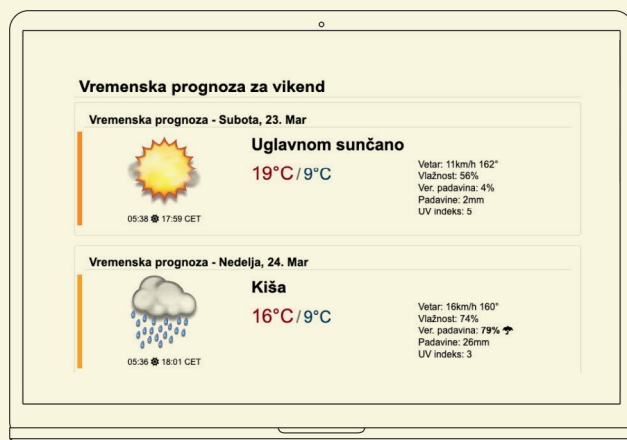 Vremenska prognoza za vikend
Vremenska prognoza - Subota, 23. Mar
Uglavnom sunčano
19°C/9°C
Vetar: 11km/h 162°
Vlažnost: 56%
Ver. padavina: 4%
Padavine: 2mm
UV indeks: 5
05:38 17:59 CET
Vremenska prognoza - Nedelja, 24. Mar
Kiša
16°C/9°C
Vetar: 16km/h 160°
Vlažnost: 74%
Ver. padavina: 79%
Padavine: 26mm
UV indeks: 3
05:36 18:01 CET